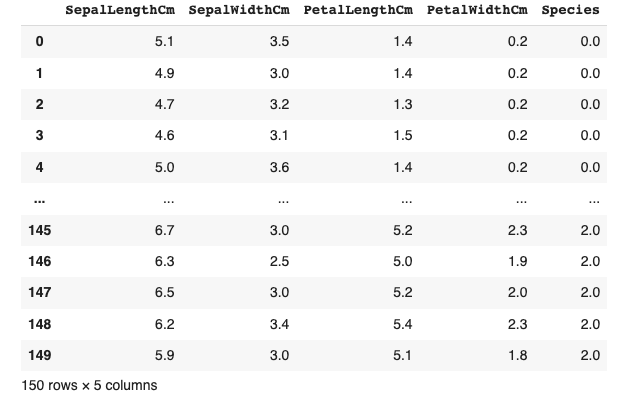 SepalLengthCm SepalWidthCm PetalLengthCm PetalWidthCm Species
0 5.1 3.5 1.4 0.2 0.0
1 4.9 3.0 1.4 0.2 0.0
2 4.7 3.2 1.3 0.2 0.0
3 4.6 3.1 1.5 0.2 0.0
4 5.0 3.6 1.4 0.2 0.0
... ... ... ... ... ...
145 6.7 3.0 5.2 2.3 2.0
146 6.3 2.5 5.0 1.9 2.0
147 6.5 3.0 5.2 2.0 2.0
148 6.2 3.4 5.4 2.3 2.0
149 5.9 3.0 5.1 1.8 2.0
150 rows × 5 columns